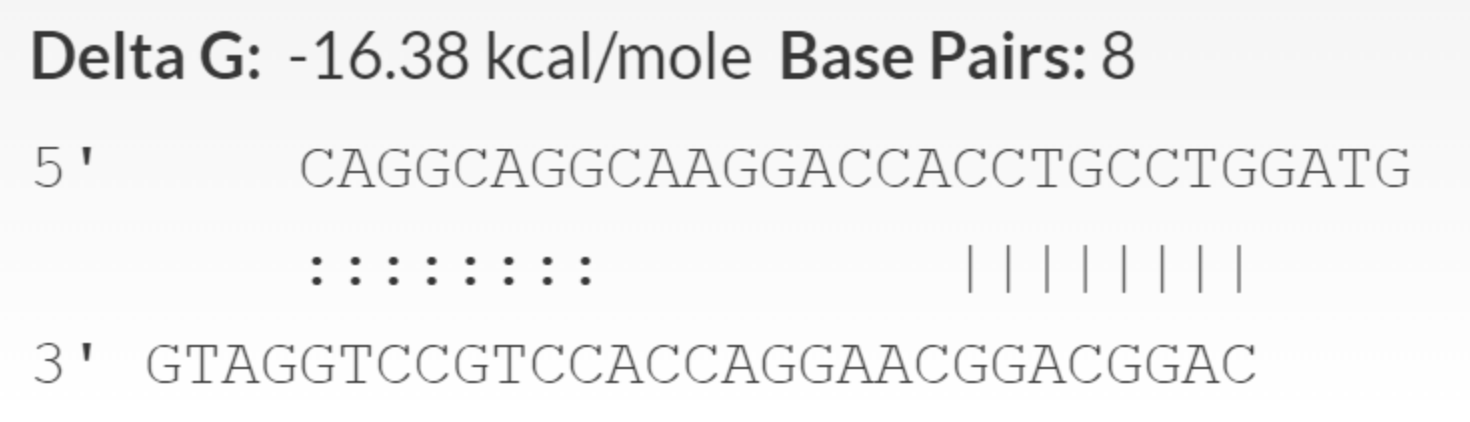 Delta G: -16.38 kcal/mole Base Pairs: 8
5' CAGGCAGGCAAGGACCACCTGCCTGGATG
: : : : : : : : | | | | | | | |
3' GTAGGTCCGTCCACCAGGAACGGACGGAC